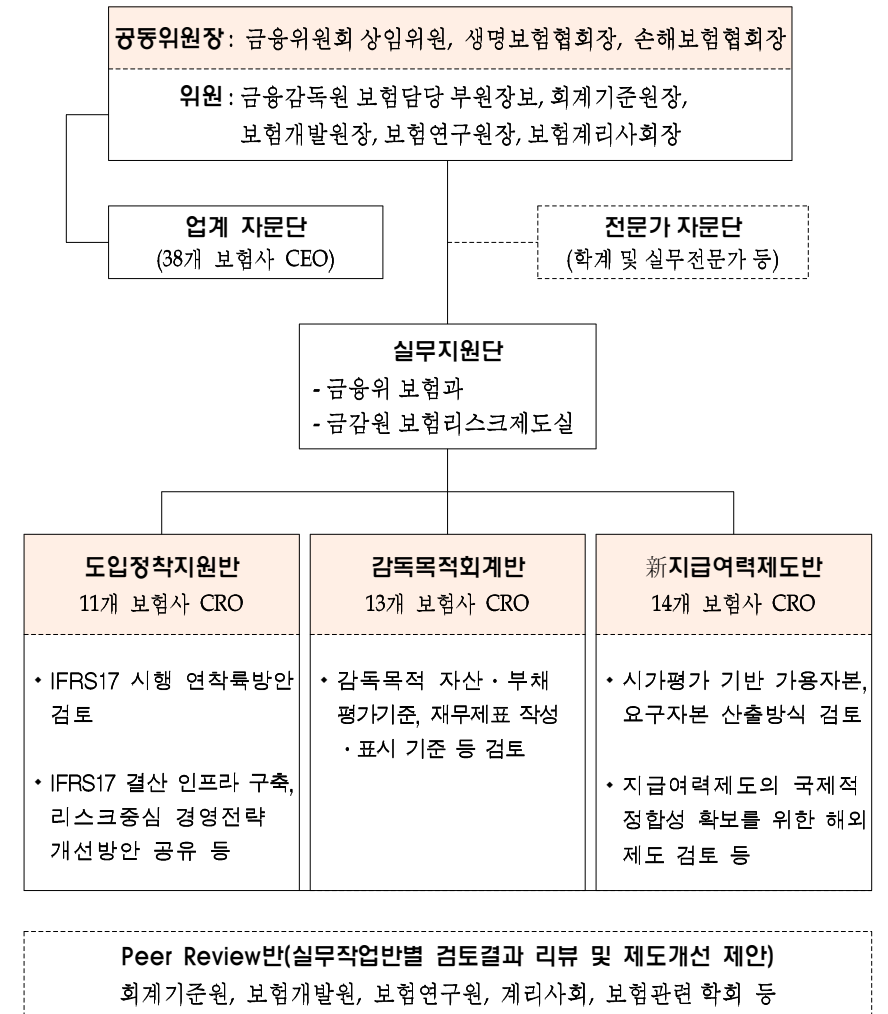 공동위원장 : 금융위원회 상임위원, 생명보험협회장, 손해보험협회장
위원 : 금융감독원 보험담당 부원장보, 회계기준원장,
보험개발원장, 보험연구원장, 보험계리사회장
업계 자문단
(38개 보험사 CEO)
전문가 자문단
(학계 및 실무전문가 등)
실무지원단
- 금융위 보험과
- 금감원 보험리스크제도실
도입정착지원반
11개 보험사 CRO
• IFRS17 시행 연착륙방안
검토
• IFRS17 결산 인프라 구축,
리스크중심 경영전략
개선방안 공유 등
감독목적회계반
13개 보험사 CRO
• 감독목적 자산·부채
평가기준, 재무제표 작성
·표시 기준 등 검토
新지급여력제도반
14개 보험사 CRO
• 시가평가 기반 가용자본,
요구자본 산출방식 검토
• 지급여력제도의 국제적
정합성 확보를 위한 해외
제도 검토 등
Peer Review반(실무작업반별 검토결과 리뷰 및 제도개선 제안)
회계기준원, 보험개발원, 보험연구원, 계리사회, 보험관련 학회 등